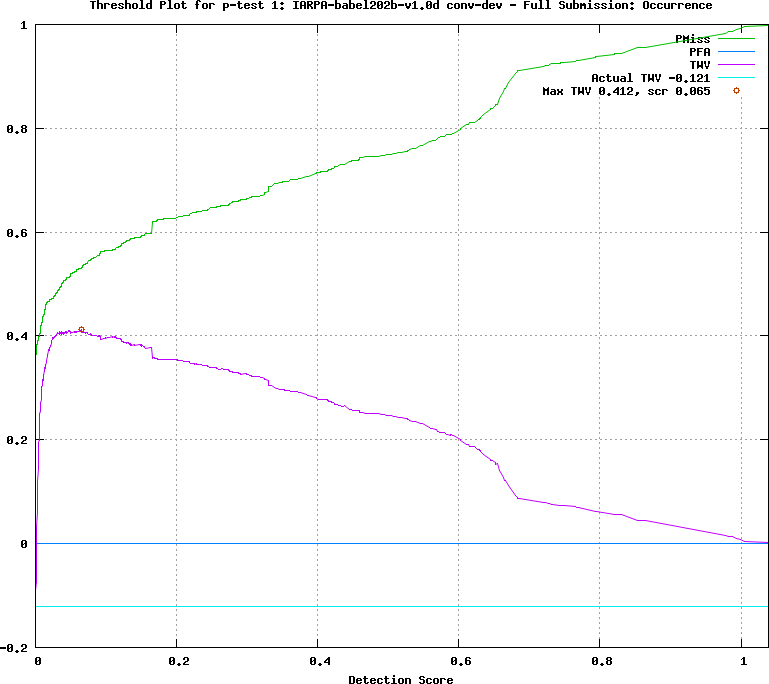 Threshold Plot for p-test 1: IARPA-babel202b-v1.0d conv-dev - Full Submission: Occurrence
1
PMiss
PFA
TWV
Actual TWV -0.121
Max TWV 0.412, scr 0.065
0.8
0.6
0.4
0.2
0
-0.2
0 0.2 0.4 0.6 0.8 1
Detection Score